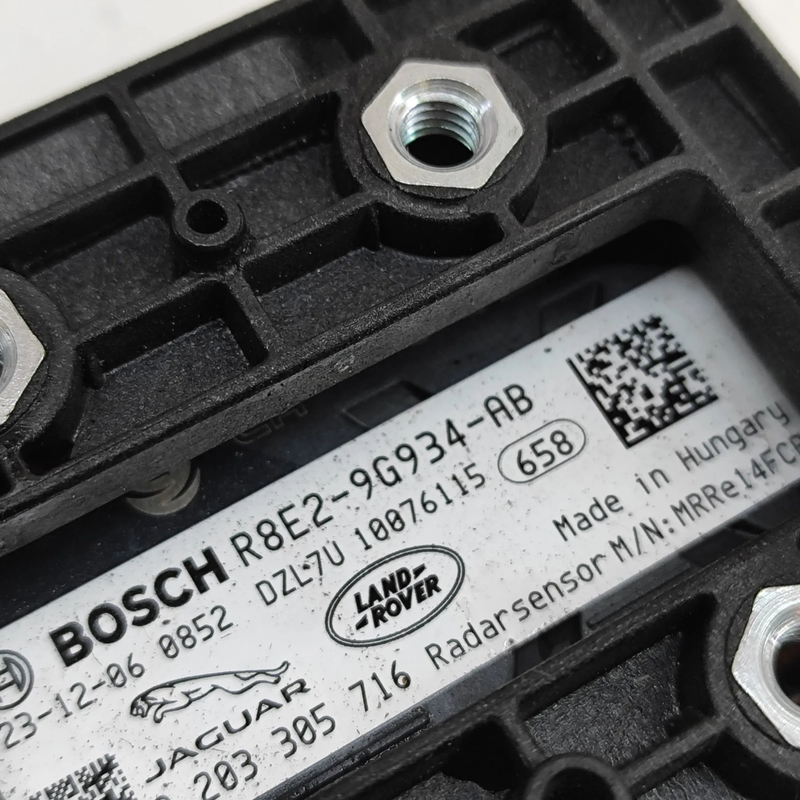 BOSCH R8E2-9G934-AB
23-12-06 0852 DZL7U 10076115 658
JAGUAR LAND-ROVER Made in Hungary
203 305 716 Radarsensor M/N:MRRe14FCR